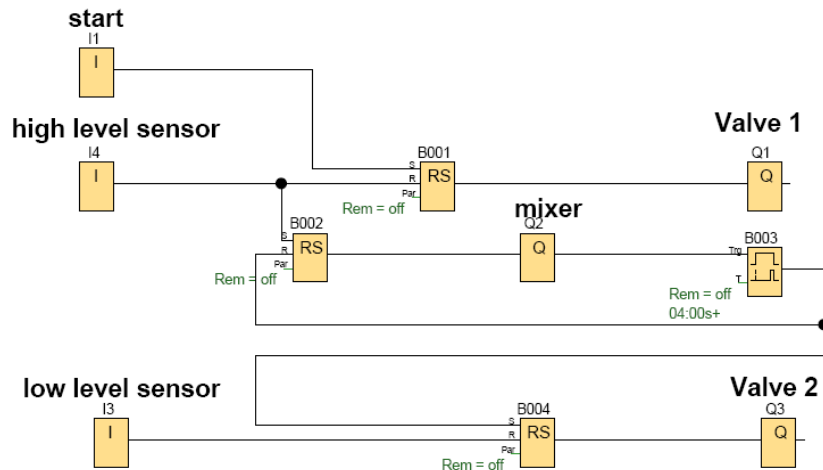 start
I1
I
high level sensor
I4
I
Valve 1
B001
S
R
Par
RS
Rem = off
Q1
Q
mixer
B002
S
R
Par
RS
Rem = off
Q2
Q
B003
Trg
T
Rem = off
04:00s+
low level sensor
I3
I
Valve 2
B004
S
R
Par
RS
Rem = off
Q3
Q